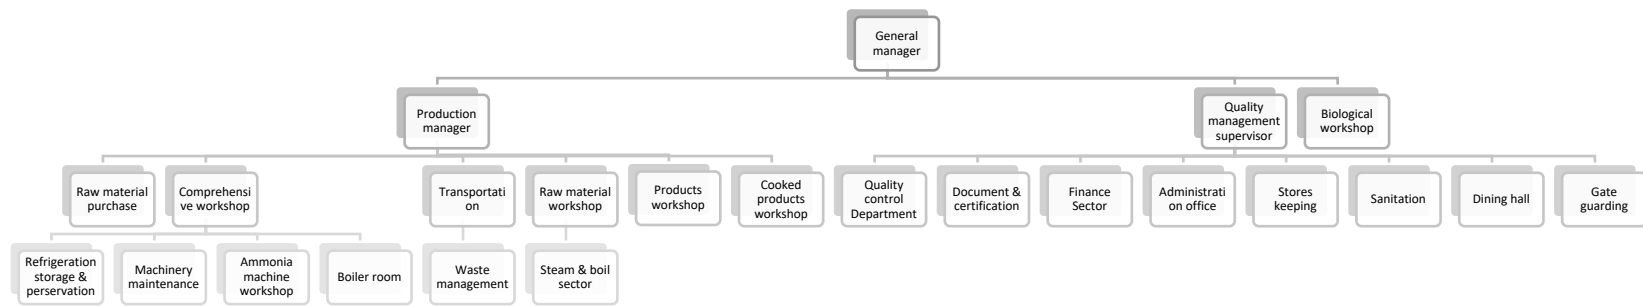 General
manager
Production
manager
Quality
management
supervisor
Biological
workshop
Raw material
purchase
Comprehensi
ve workshop
Transportati
on
Raw material
workshop
Products
workshop
Cooked
products
workshop
Quality
control
Department
Document &
certification
Finance
Sector
Administrati
on office
Stores
keeping
Sanitation
Dining hall
Gate
guarding
Refrigeration
storage &
perservation
Machinery
maintenance
Ammonia
machine
workshop
Boiler room
Waste
management
Steam & boil
sector